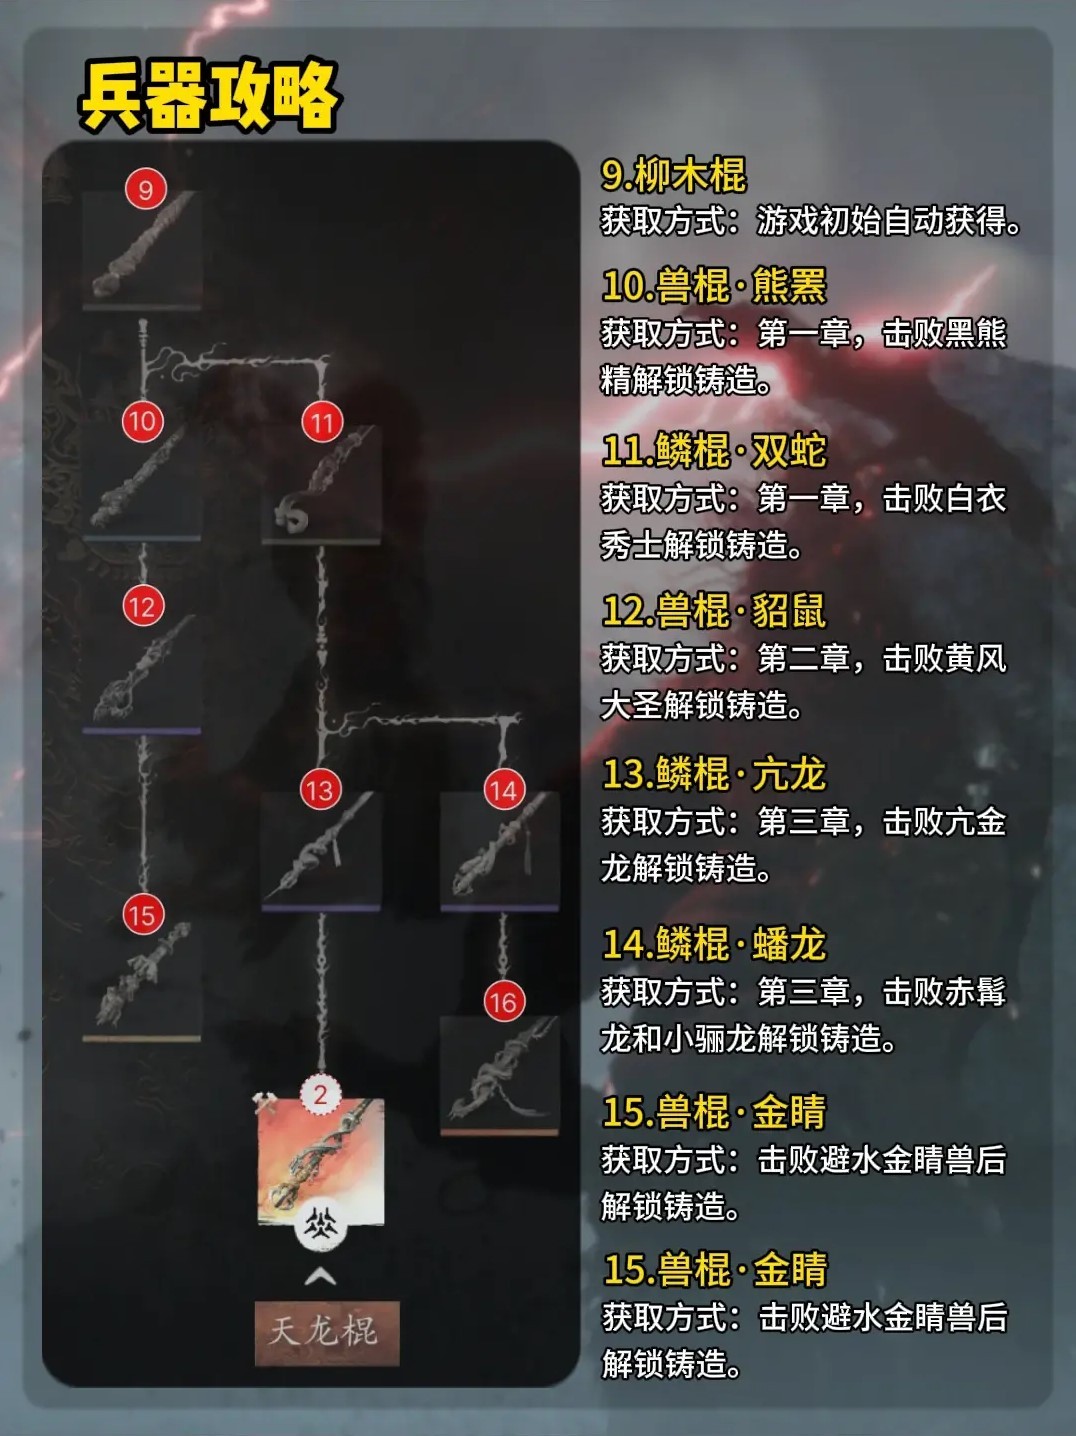 兵器攻略
9
10
11
12
13
14
15
16
2
天龙棍
9.柳木棍
获取方式：游戏初始自动获得。
10.兽棍·熊罴
获取方式：第一章，击败黑熊
精解锁铸造。
11.鳞棍·双蛇
获取方式：第一章，击败白衣
秀士解锁铸造。
12.兽棍·貂鼠
获取方式：第二章，击败黄风
大圣解锁铸造。
13.鳞棍·亢龙
获取方式：第三章，击败亢金
龙解锁铸造。
14.鳞棍·蟠龙
获取方式：第三章，击败赤髯
龙和小骊龙解锁铸造。
15.兽棍·金睛
获取方式：击败避水金睛兽后
解锁铸造。
15.兽棍·金睛
获取方式：击败避水金睛兽后
解锁铸造。